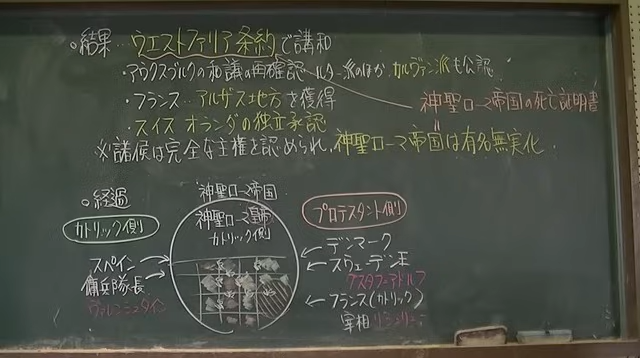 ○結果‥ウエストファリア条約で講和
・アウクスブルクの和議の再確認 ルター派のほか、カルヴァン派も公認
・フランス‥アルザス地方を獲得
神聖ローマ帝国の死亡証明書
・スイス オランダの独立承認
※諸侯は完全な主権を認められ、神聖ローマ帝国は有名無実化
○経過
神聖ローマ帝国
カトリック側
神聖ローマ皇帝
カトリック側
プロテスタント側
スペイン
傭兵隊長
ヴァレンシュタイン
デンマーク
スウェーデン王
グスタフ=アドルフ
フランス(カトリック)
宰相リシュリュー